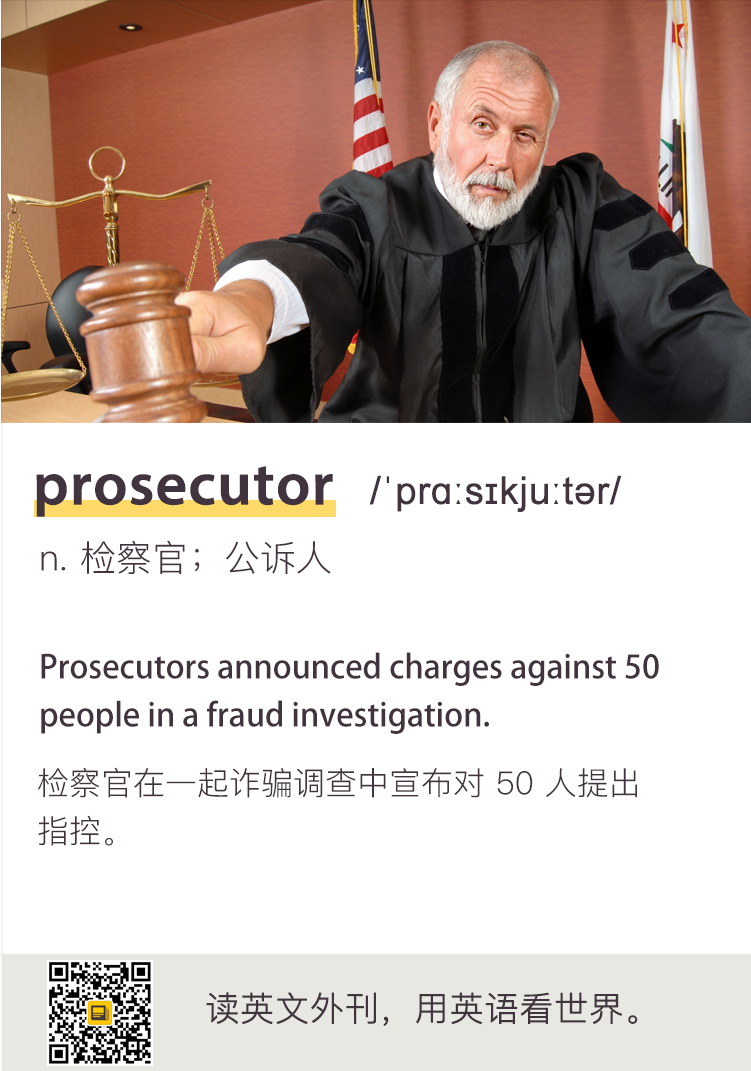 prosecutor /ˈprɑːsɪkjuːtər/
n. 检察官；公诉人
Prosecutors announced charges against 50
people in a fraud investigation.
检察官在一起诈骗调查中宣布对 50 人提出
指控。
读英文外刊，用英语看世界。